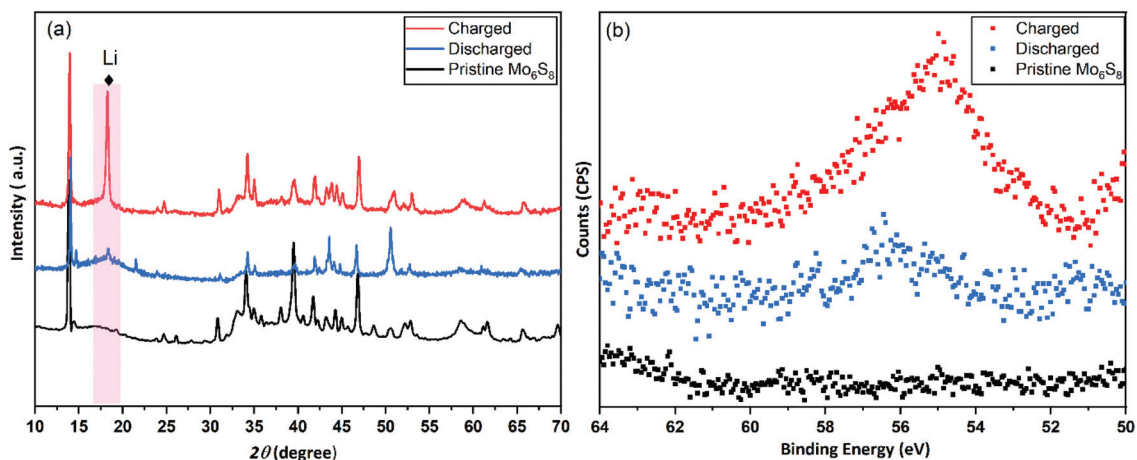 (a)
Charged
Discharged
Pristine Mo₆S₈
Li
Intensity ( a.u.)
10 15 20 25 30 35 40 45 50 55 60 65 70
2θ (degree)
(b)
Charged
Discharged
Pristine Mo₆S₈
Counts (CPS)
64 62 60 58 56 54 52 50
Binding Energy (eV)